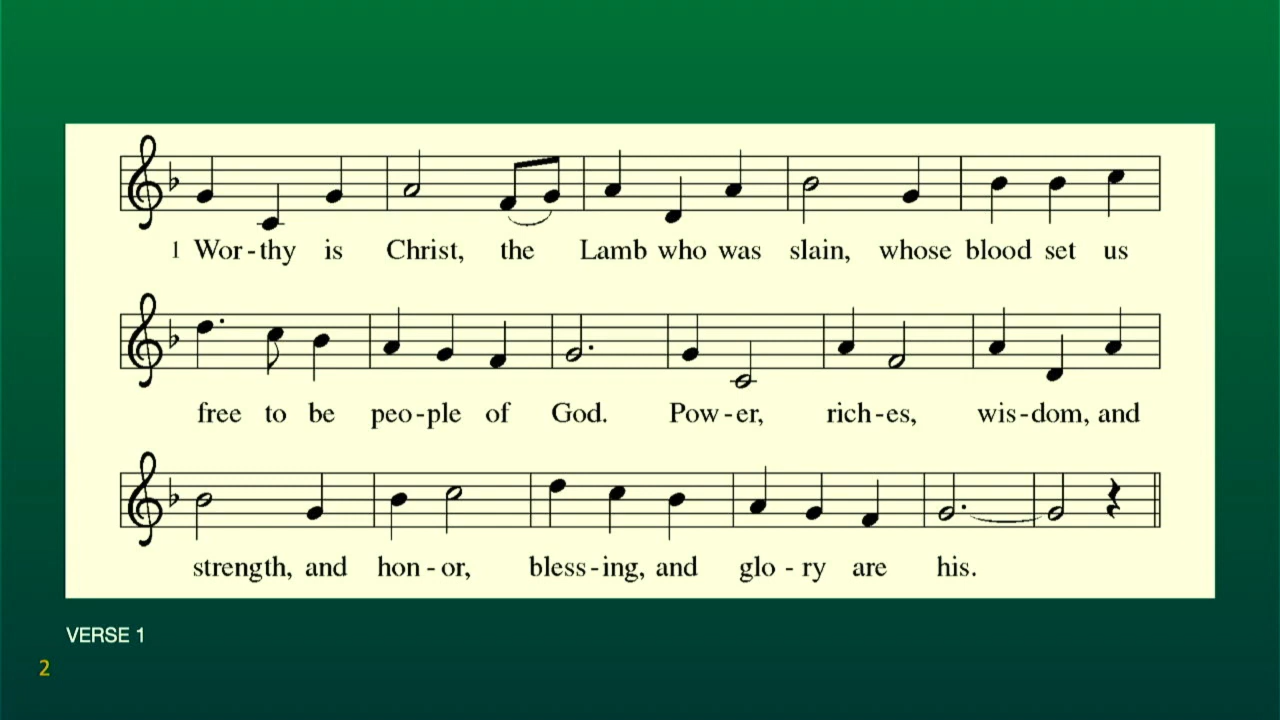 1 Wor - thy is Christ, the Lamb who was slain, whose blood set us
free to be peo - ple of God. Pow - er, rich - es, wis - dom, and
strength, and hon - or, bless - ing, and glo - ry are his.
VERSE 1
2